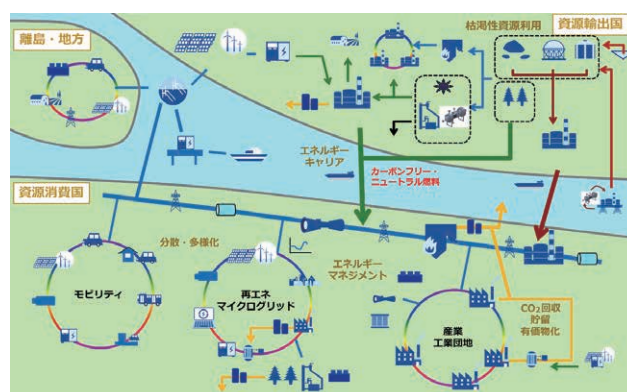 離島・地方
枯渇性資源利用
資源輸出国
エネルギー
キャリア
カーボンフリー・
ニュートラル燃料
資源消費国
分散・多様化
エネルギー
マネジメント
モビリティ
再エネ
マイクログリッド
産業
工業団地
CO₂回収
貯留
有価物化